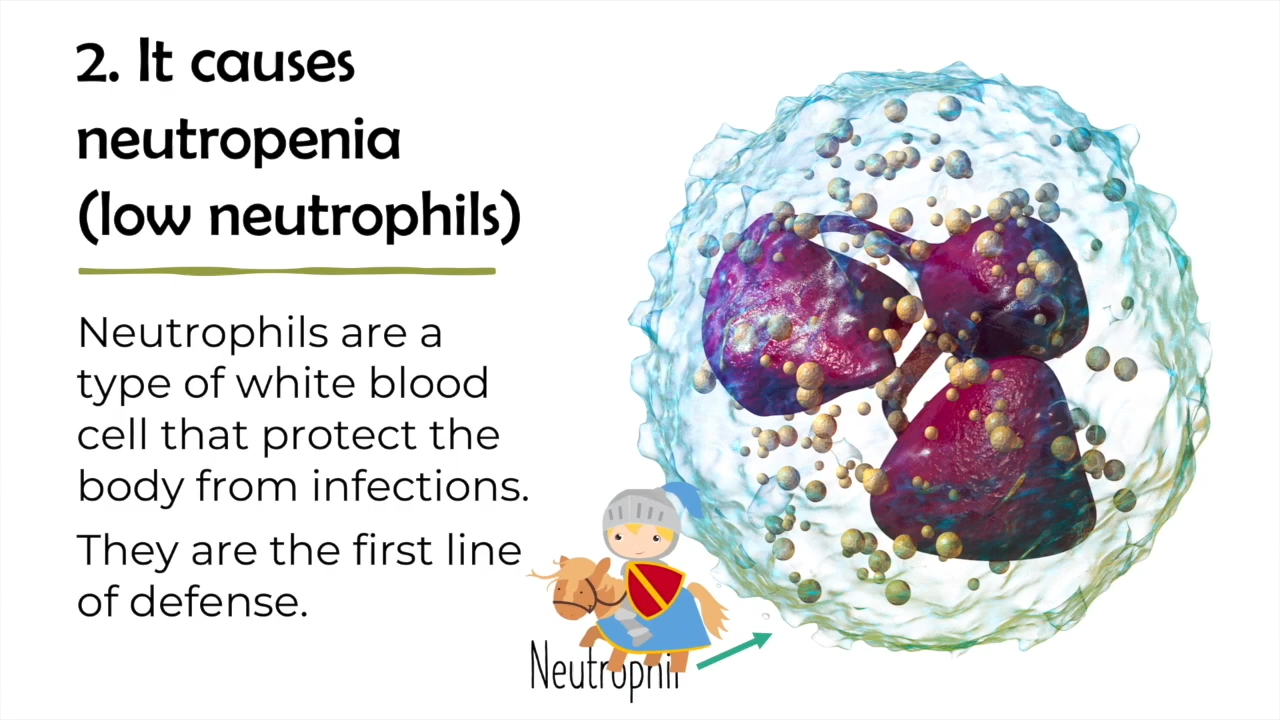 2. It causes
neutropenia
(low neutrophils)
Neutrophils are a
type of white blood
cell that protect the
body from infections.
They are the first line
of defense.
Neutrophil